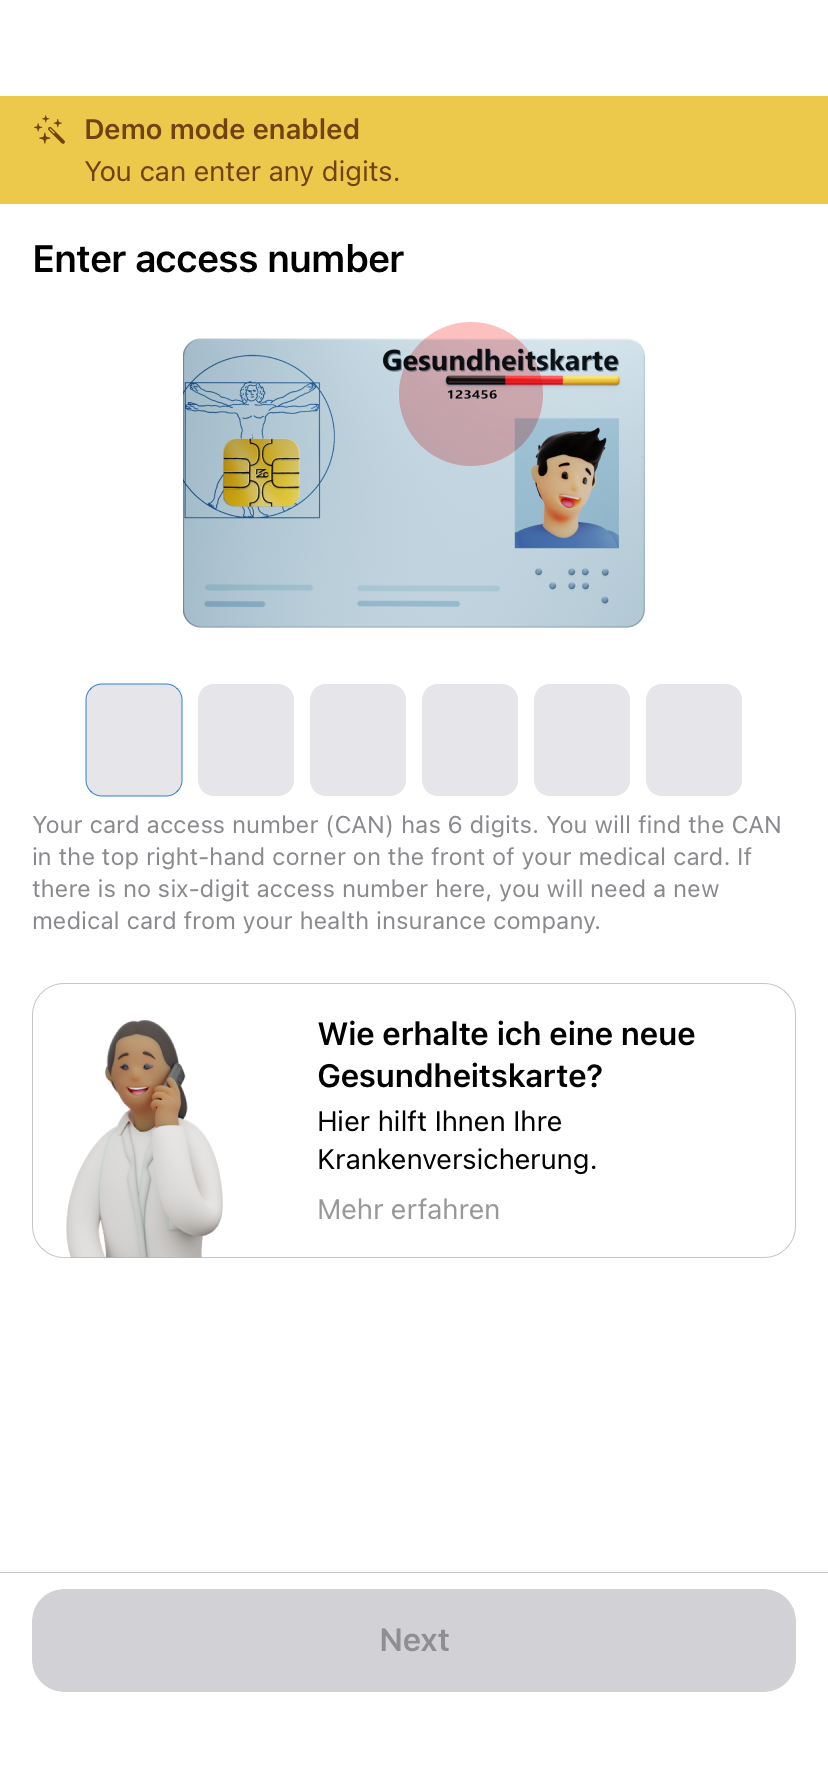 Demo mode enabled
You can enter any digits.
Enter access number
Gesundheitskarte
123456
Your card access number (CAN) has 6 digits. You will find the CAN
in the top right-hand corner on the front of your medical card. If
there is no six-digit access number here, you will need a new
medical card from your health insurance company.
Wie erhalte ich eine neue
Gesundheitskarte?
Hier hilft Ihnen Ihre
Krankenversicherung.
Mehr erfahren
Next